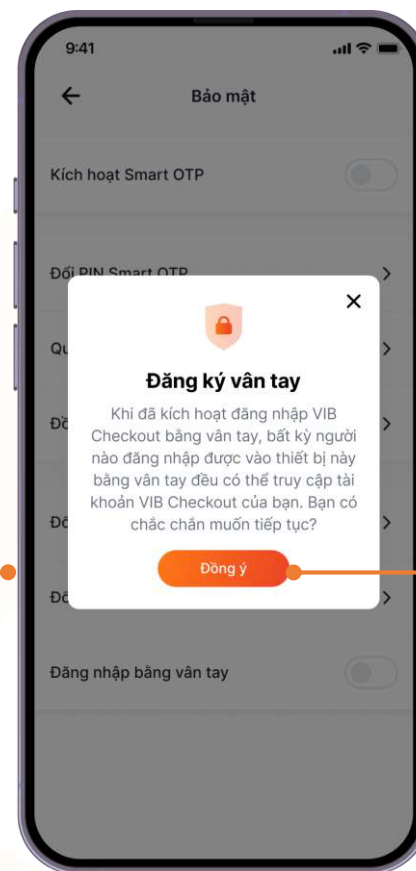 9:41
Bảo mật
Kích hoạt Smart OTP
Đổi PIN Smart OTP
Đăng ký vân tay
Khi đã kích hoạt đăng nhập VIB
Checkout bằng vân tay, bất kỳ người
nào đăng nhập được vào thiết bị này
bằng vân tay đều có thể truy cập tài
khoản VIB Checkout của bạn. Bạn có
chắc chắn muốn tiếp tục?
Đồng ý
Đăng nhập bằng vân tay